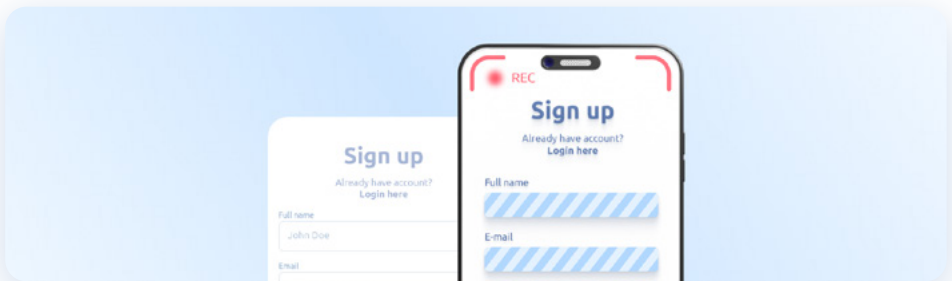 Sign up
Already have account?
Login here
Full name
John Doe
Email
REC
Sign up
Already have account?
Login here
Full name
E-mail